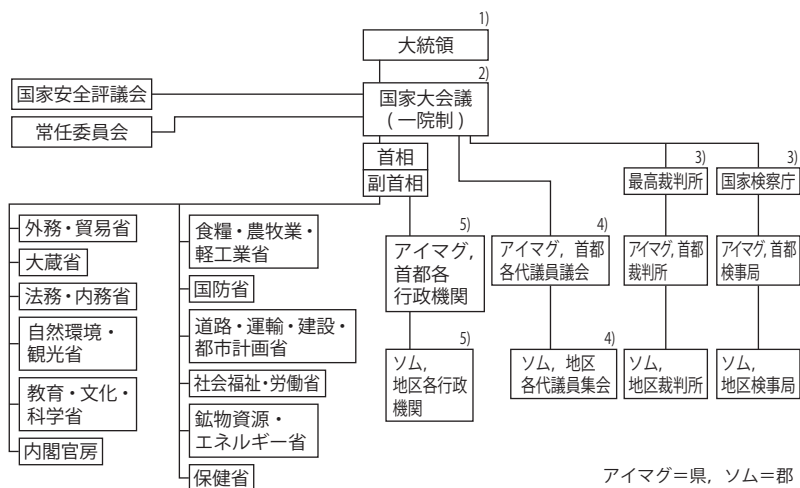 1)
大統領
2)
国家大会議
(一院制)
国家安全評議会
常任委員会
首相
副首相
3)
最高裁判所
3)
国家検察庁
外務・貿易省
大蔵省
法務・内務省
自然環境・
観光省
教育・文化・
科学省
内閣官房
食糧・農牧業・
軽工業省
国防省
道路・運輸・建設・
都市計画省
社会福祉・労働省
鉱物資源・
エネルギー省
保健省
5)
アイマグ,
首都各
行政機関
4)
アイマグ, 首都
各代議員議会
アイマグ, 首都
裁判所
アイマグ, 首都
検事局
5)
ソム,
地区各行政
機関
4)
ソム, 地区
各代議員集会
ソム,
地区裁判所
ソム,
地区検事局
アイマグ＝県, ソム＝郡